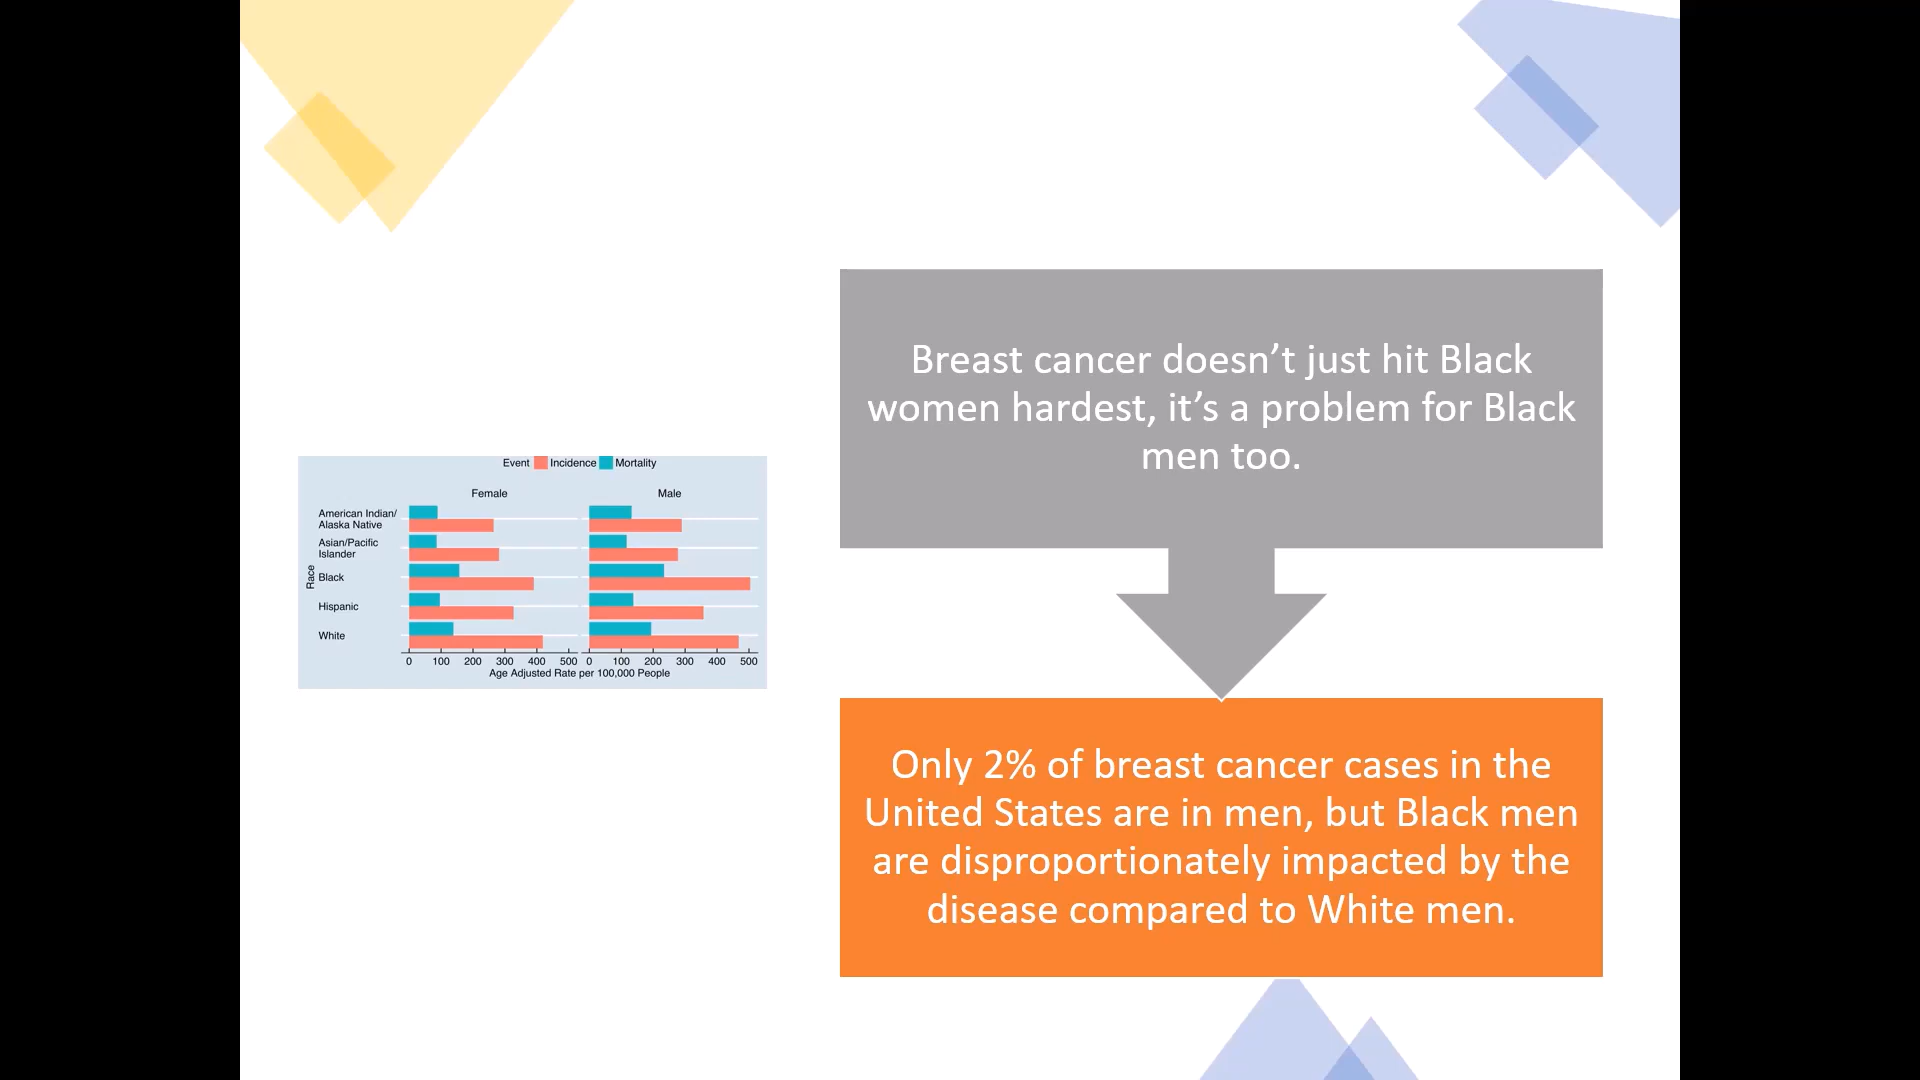 Event Incidence Mortality
Female Male
American Indian/
Alaska Native
Asian/Pacific
Islander
Race
Black
Hispanic
White
0 100 200 300 400 500 0 100 200 300 400 500
Age Adjusted Rate per 100,000 People
Breast cancer doesn’t just hit Black
women hardest, it’s a problem for Black
men too.
Only 2% of breast cancer cases in the
United States are in men, but Black men
are disproportionately impacted by the
disease compared to White men.